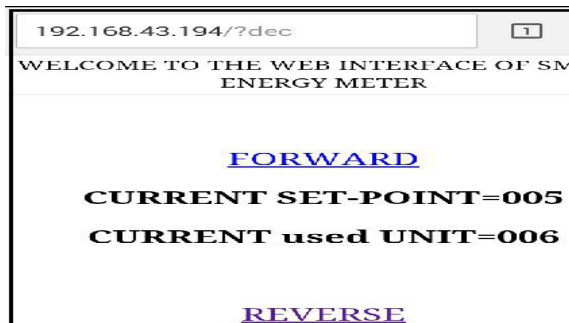 192.168.43.194/?dec
1
WELCOME TO THE WEB INTERFACE OF SM
ENERGY METER
FORWARD
CURRENT SET-POINT=005
CURRENT used UNIT=006
REVERSE